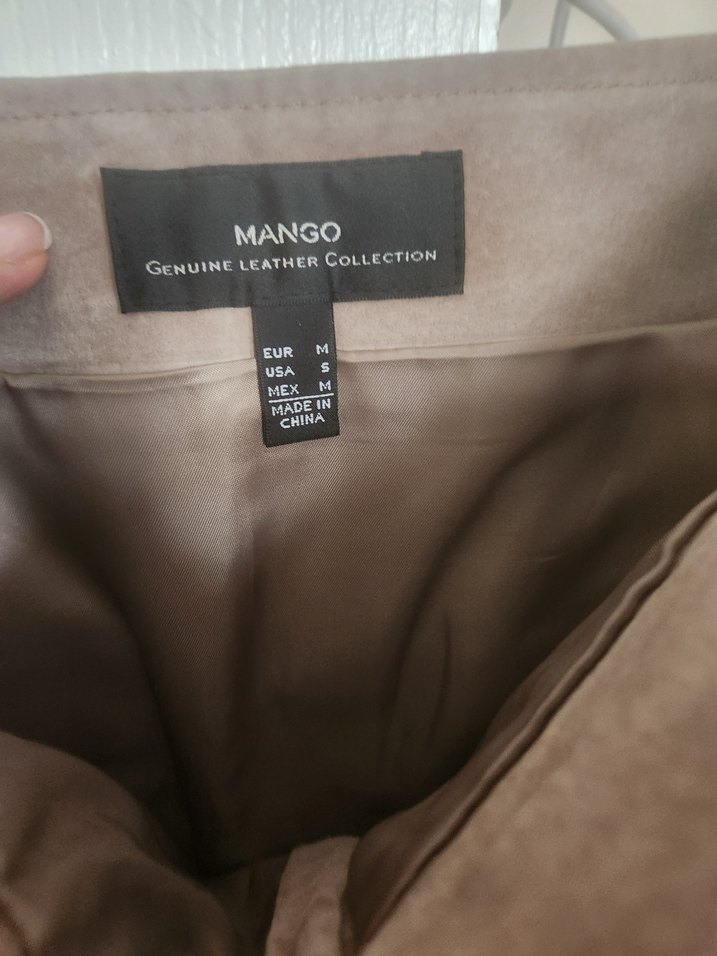 MANGO
GENUINE LEATHER COLLECTION
EUR M
USA S
MEX M
MADE IN
CHINA